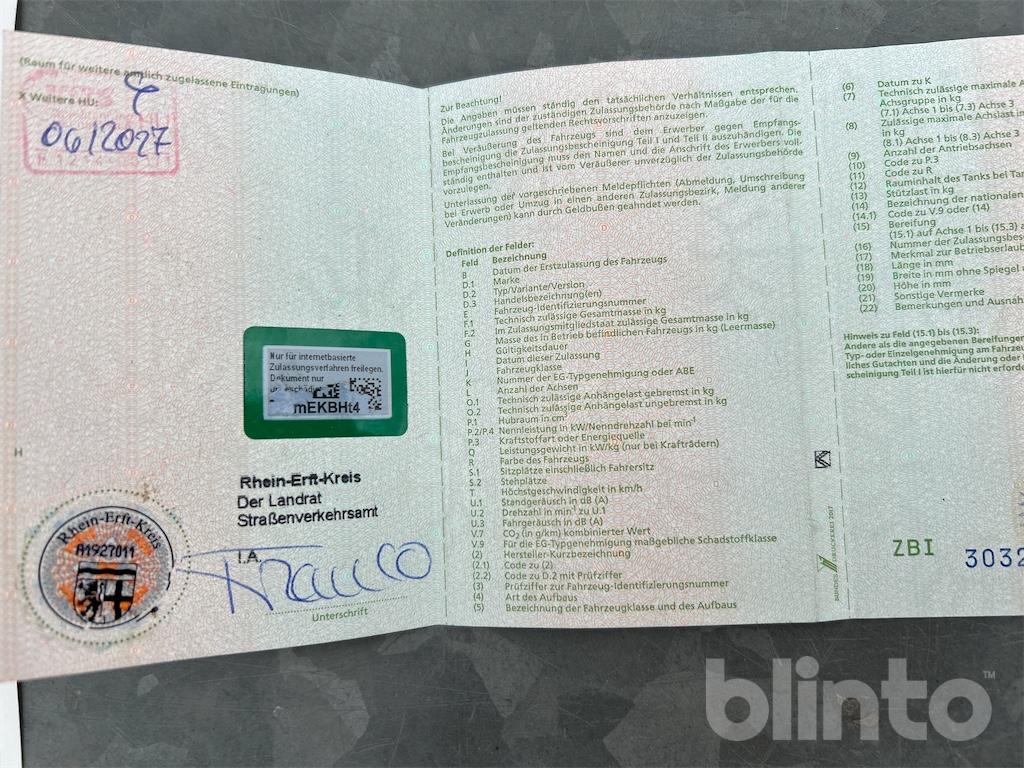 (Raum für weitere amtlich zugelassene Eintragungen)
X Weitere HU:
06/2027
H
Nur für internetbasierte
Zulassungsverfahren freilegen.
Dokument nur
mEKBHt4
Rhein-Erft-Kreis
Der Landrat
Straßenverkehrsamt
I.A.
Unterschrift
Rhein-Erft-Kreis
A1927011
Zur Beachtung!
Die Angaben müssen ständig den tatsächlichen Verhältnissen entsprechen.
Änderungen sind der zuständigen Zulassungsbehörde nach Maßgabe der für die
Fahrzeugzulassung geltenden Rechtsvorschriften anzuzeigen.
Bei Veräußerung des Fahrzeugs sind dem Erwerber gegen Empfangs-
bescheinigung die Zulassungsbescheinigung Teil I und Teil II auszuhändigen. Die
Empfangsbescheinigung muss den Namen und die Anschrift des Erwerbers voll-
ständig enthalten und ist vom Veräußerer unverzüglich der Zulassungsbehörde
vorzulegen.
Unterlassung der vorgeschriebenen Meldepflichten (Abmeldung, Umschreibung
bei Erwerb oder Umzug in einen anderen Zulassungsbezirk, Meldung anderer
Veränderungen) kann durch Geldbußen geahndet werden.
Definition der Felder:
Feld Bezeichnung
B Datum der Erstzulassung des Fahrzeugs
D.1 Marke
D.2 Typ/Variante/Version
D.3 Handelsbezeichnung(en)
E Fahrzeug-Identifizierungsnummer
F.1 Technisch zulässige Gesamtmasse in kg
F.2 Im Zulassungsmitgliedstaat zulässige Gesamtmasse in kg
G Masse des in Betrieb befindlichen Fahrzeugs in kg (Leermasse)
H Gültigkeitsdauer
I Datum dieser Zulassung
J Fahrzeugklasse
K Nummer der EG-Typgenehmigung oder ABE
L Anzahl der Achsen
O.1 Technisch zulässige Anhängelast gebremst in kg
O.2 Technisch zulässige Anhängelast ungebremst in kg
P.1 Hubraum in cm³
P.2/P.4 Nennleistung in kW/Nenndrehzahl bei min⁻¹
P.3 Kraftstoffart oder Energiequelle
Q Leistungsgewicht in kW/kg (nur bei Krafträdern)
R Farbe des Fahrzeugs
S.1 Sitzplätze einschließlich Fahrersitz
S.2 Stehplätze
T Höchstgeschwindigkeit in km/h
U.1 Standgeräusch in dB (A)
U.2 Drehzahl in min⁻¹ zu U.1
U.3 Fahrgeräusch in dB (A)
V.7 CO₂ (in g/km) kombinierter Wert
V.9 Für die EG-Typgenehmigung maßgebliche Schadstoffklasse
(2) Hersteller-Kurzbezeichnung
(2.1) Code zu (2)
(2.2) Code zu D.2 mit Prüfziffer
(3) Prüfziffer zur Fahrzeug-Identifizierungsnummer
(4) Art des Aufbaus
(5) Bezeichnung der Fahrzeugklasse und des Aufbaus
(6) Datum zu K
(7) Technisch zulässige maximale A
Achsgruppe in kg
(7.1) Achse 1 bis (7.3) Achse 3
(8) Zulässige maximale Achslast in
in kg
(8.1) Achse 1 bis (8.3) Achse 3
(9) Anzahl der Antriebsachsen
(10) Code zu P.3
(11) Code zu R
(12) Rauminhalt des Tanks bei Tan
(13) Stützlast in kg
(14) Bezeichnung der nationalen
(14.1) Code zu V.9 oder (14)
(15) Bereifung
(15.1) auf Achse 1 bis (15.3) a
(16) Nummer der Zulassungsbes
(17) Merkmal zur Betriebserlaub
(18) Länge in mm
(19) Breite in mm ohne Spiegel
(20) Höhe in mm
(21) Sonstige Vermerke
(22) Bemerkungen und Ausnah
Hinweis zu Feld (15.1) bis (15.3):
Andere als die angegebenen Bereifungen
Typ- oder Einzelgenehmigung am Fahrzeu
liches Gutachten und die Änderung oder
scheinigung Teil I ist hierfür nicht erforde
BUNDESDRUCKEREI 2017
ZBI 3032
blinto™